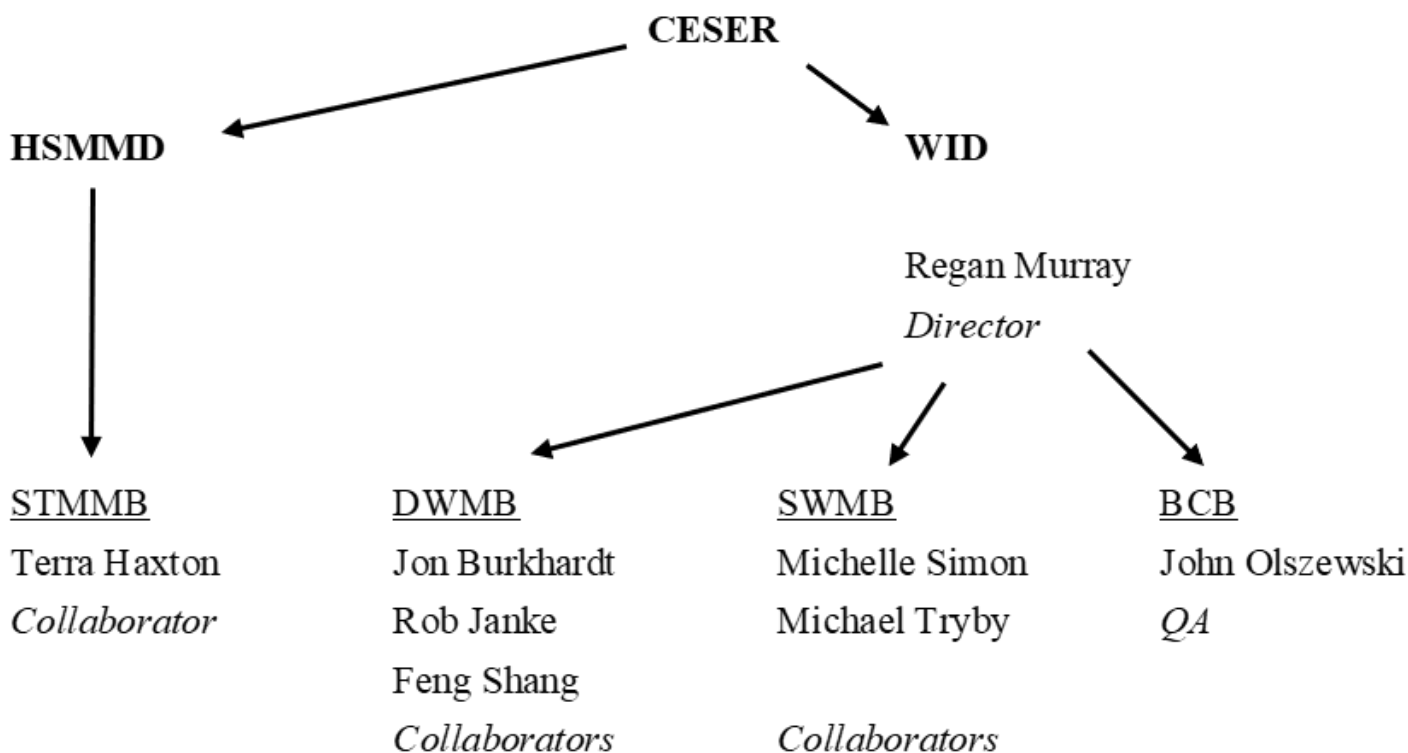 CESER
HSMMD
WID
Regan Murray
Director
STMMB
Terra Haxton
Collaborator
DWMB
Jon Burkhardt
Rob Janke
Feng Shang
Collaborators
SWMB
Michelle Simon
Michael Tryby
Collaborators
BCB
John Olszewski
QA